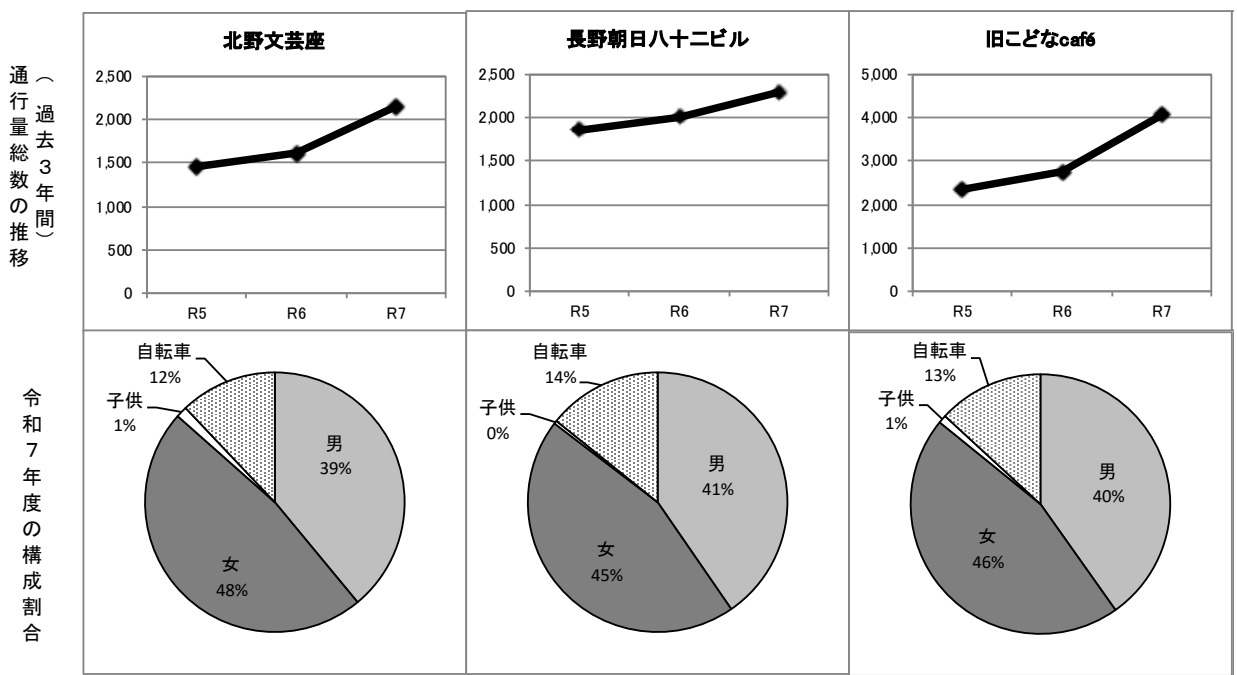 通行量総数の推移
（過去３年間）
北野文芸座
2,500
2,000
1,500
1,000
500
0
R5
R6
R7
長野朝日八十二ビル
2,500
2,000
1,500
1,000
500
0
R5
R6
R7
旧こどなcafé
5,000
4,000
3,000
2,000
1,000
0
R5
R6
R7
令和７年度の構成割合
自転車
12%
子供
1%
男
39%
女
48%
自転車
14%
子供
0%
男
41%
女
45%
自転車
13%
子供
1%
男
40%
女
46%